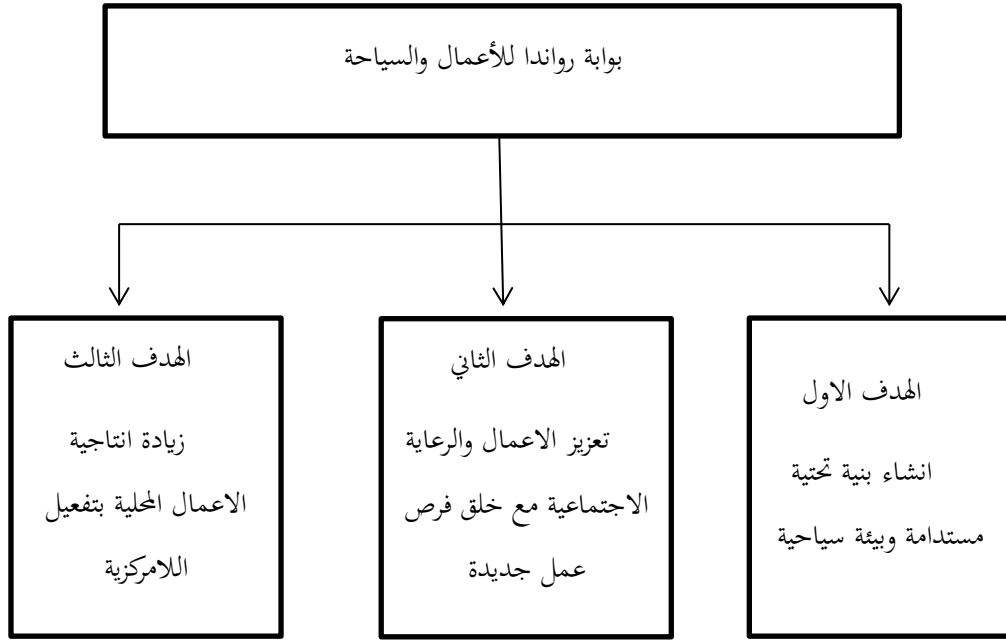 بوابة رواندا للأعمال والسياحة
الهدف الاول
انشاء بنية تحتية
مستدامة وبيئة سياحية
الهدف الثاني
تعزيز الاعمال والرعاية
الاجتماعية مع خلق فرص
عمل جديدة
الهدف الثالث
زيادة انتاجية
الاعمال المحلية بتفعيل
اللامركزية